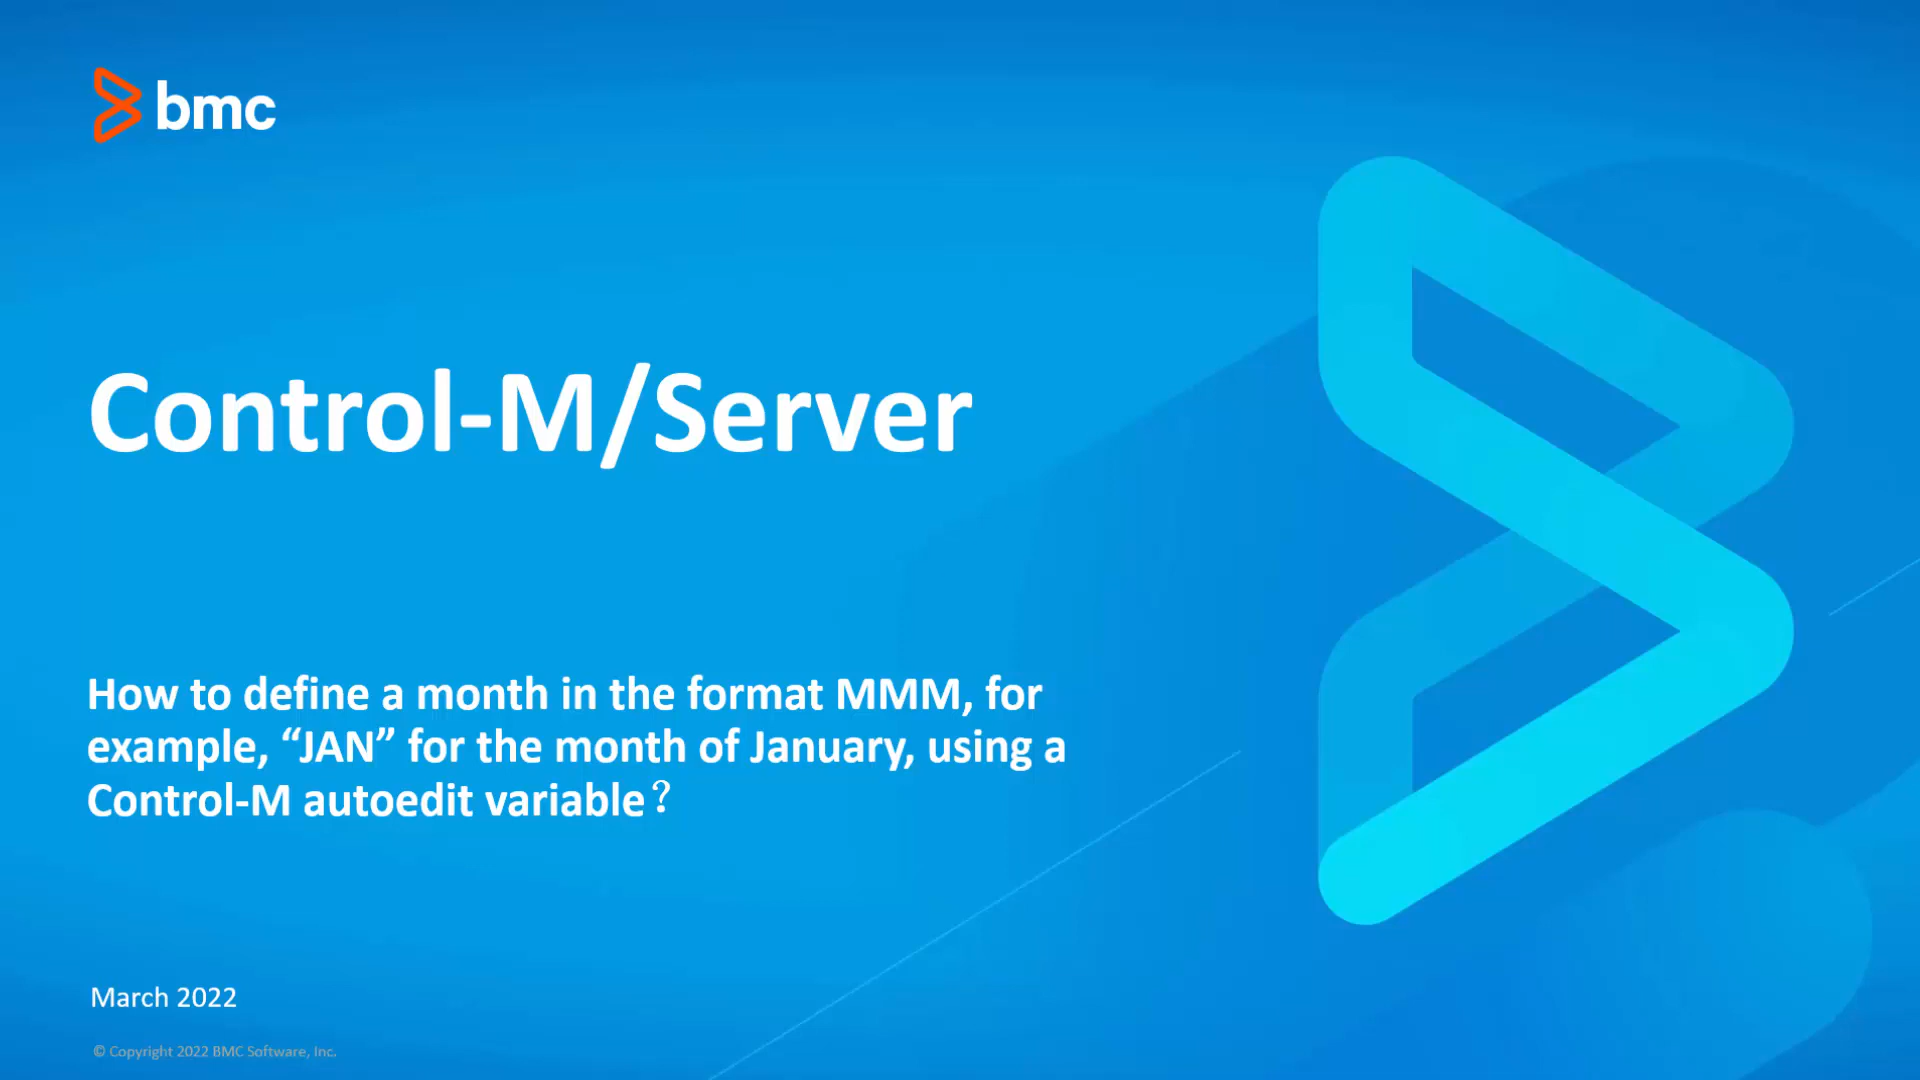 bmc
Control-M/Server
How to define a month in the format MMM, for
example, “JAN” for the month of January, using a
Control-M autoedit variable？
March 2022
© Copyright 2022 BMC Software, Inc.